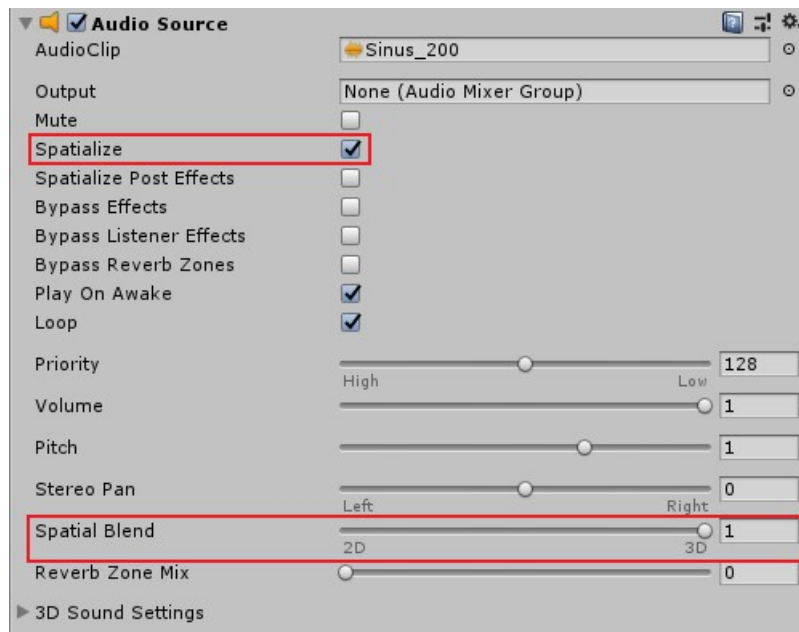 Audio Source
AudioClip Sinus_200
Output None (Audio Mixer Group)
Mute
Spatialize
Spatialize Post Effects
Bypass Effects
Bypass Listener Effects
Bypass Reverb Zones
Play On Awake
Loop
Priority 128
High Low
Volume 1
Pitch 1
Stereo Pan 0
Left Right
Spatial Blend 1
2D 3D
Reverb Zone Mix 0
3D Sound Settings